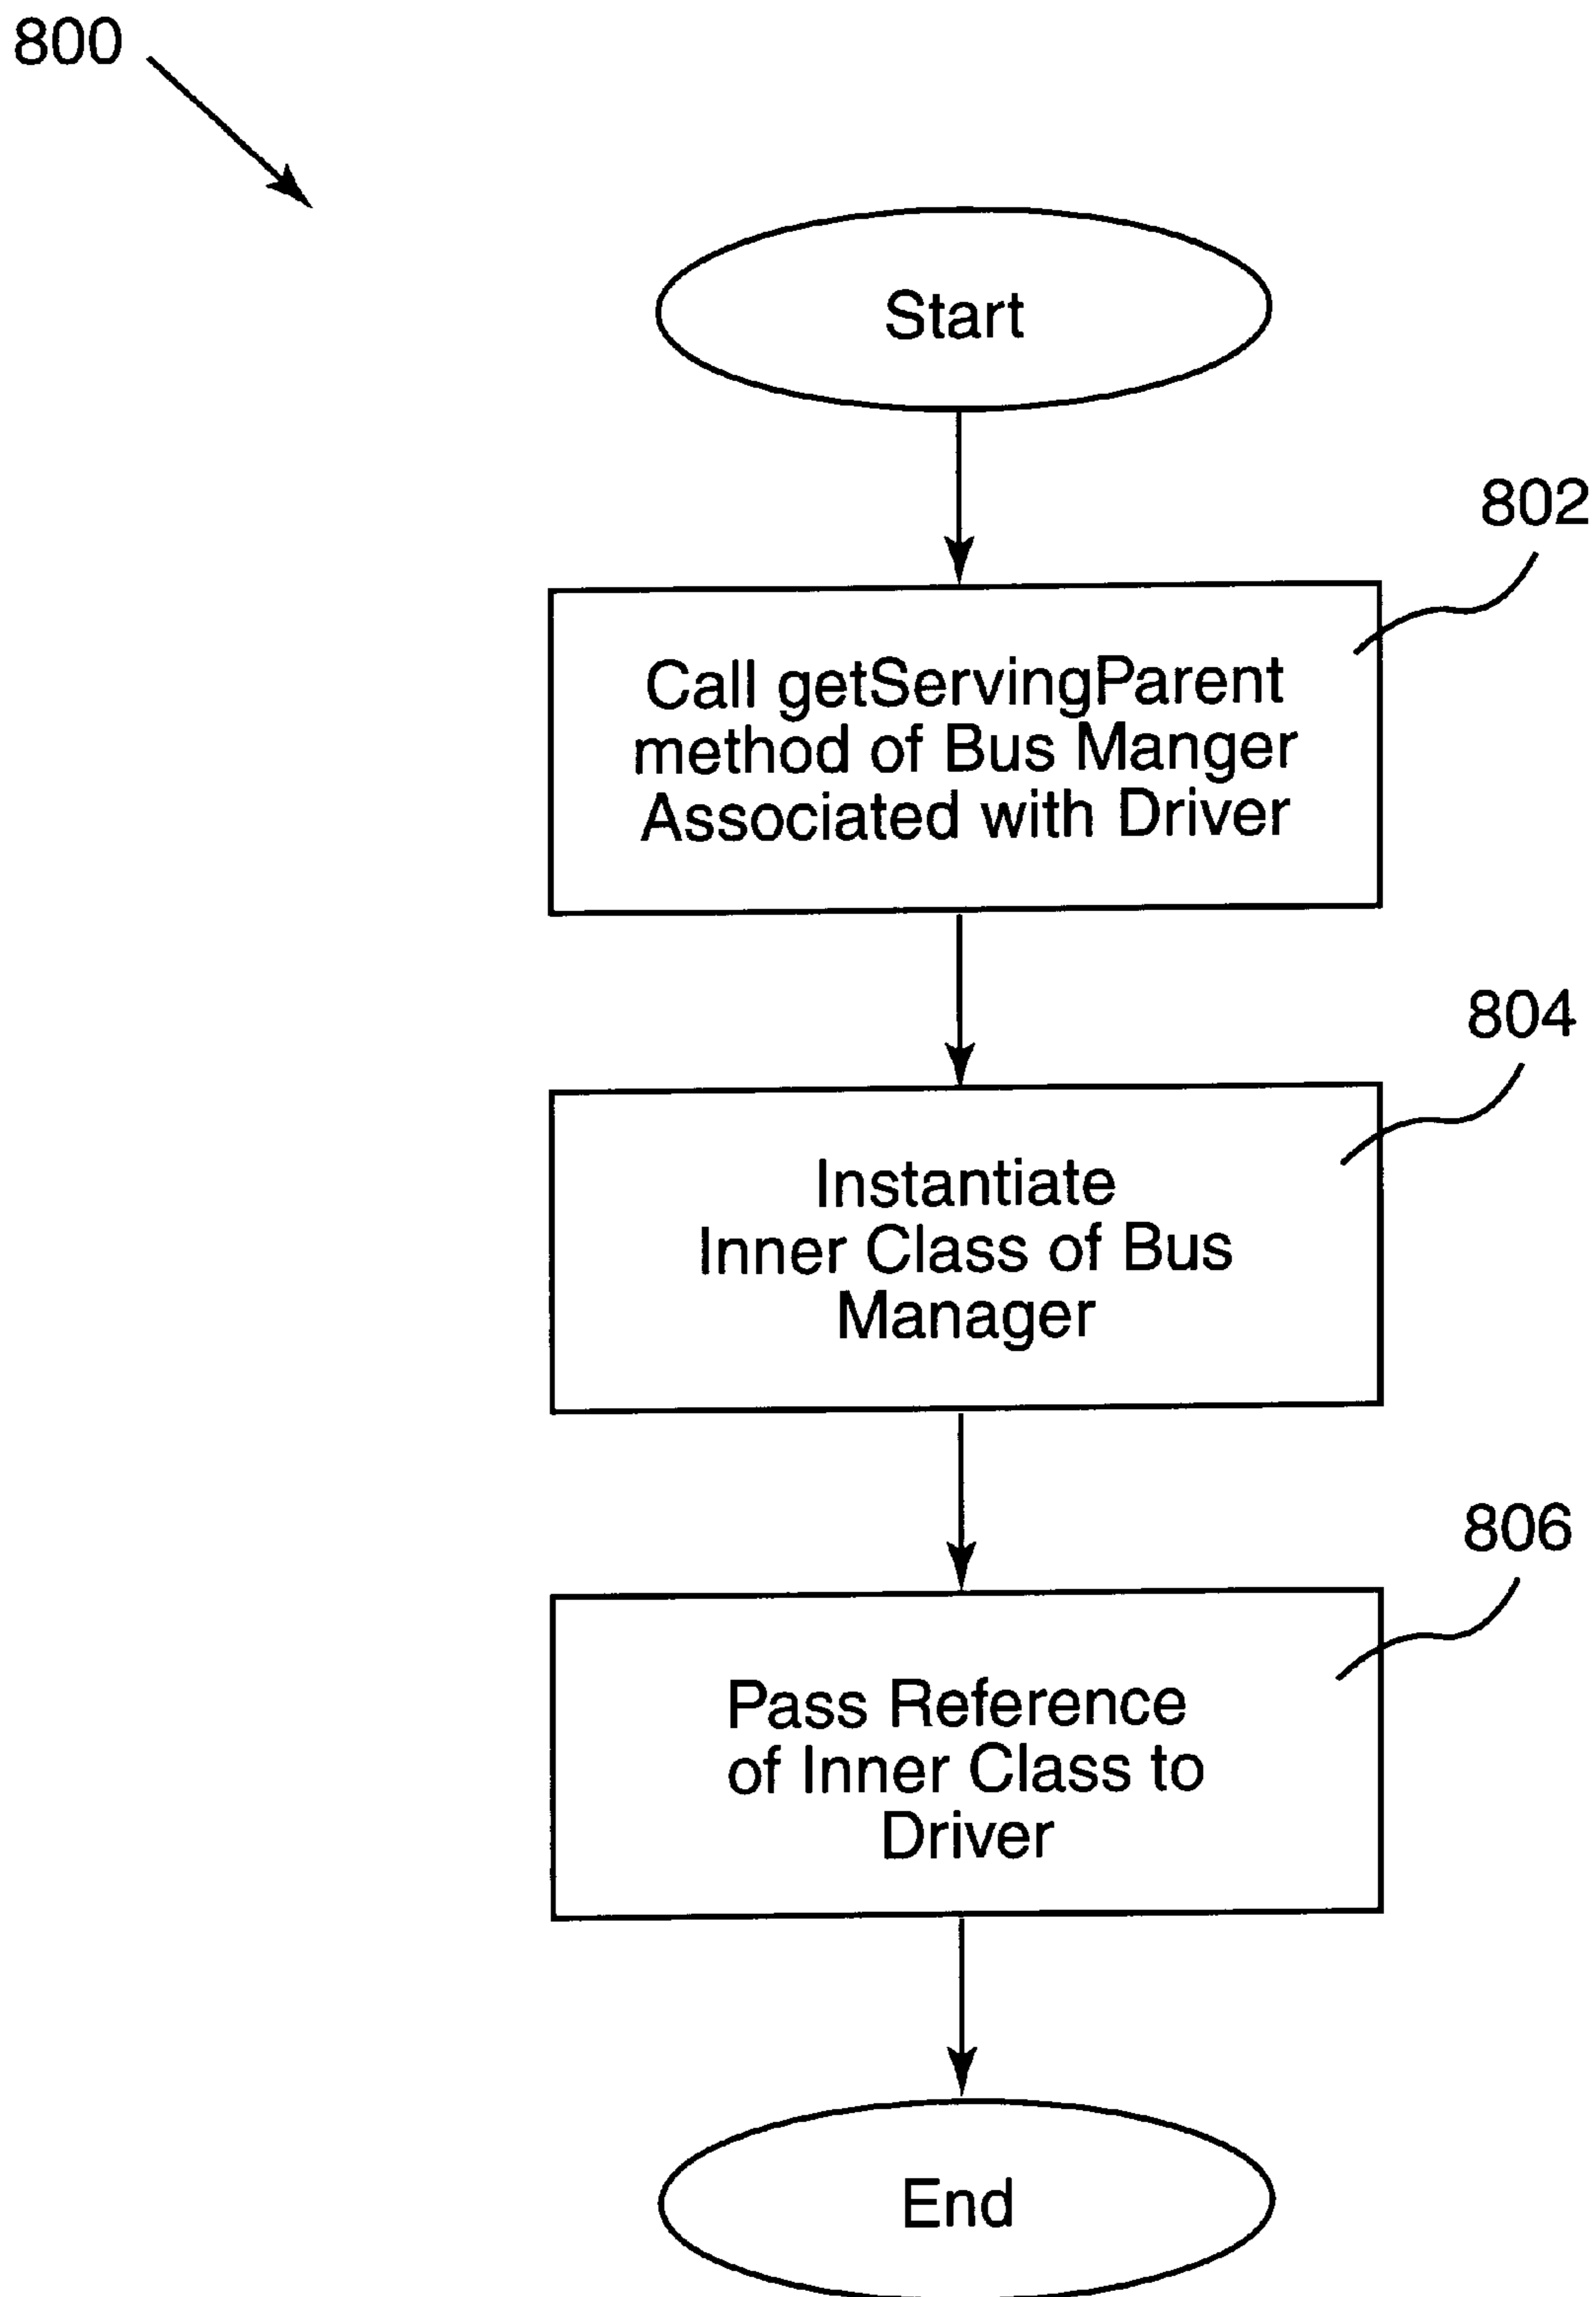 800
Start
802
Call getServingParent
method of Bus Manger
Associated with Driver
804
Instantiate
Inner Class of Bus
Manager
806
Pass Reference
of Inner Class to
Driver
End